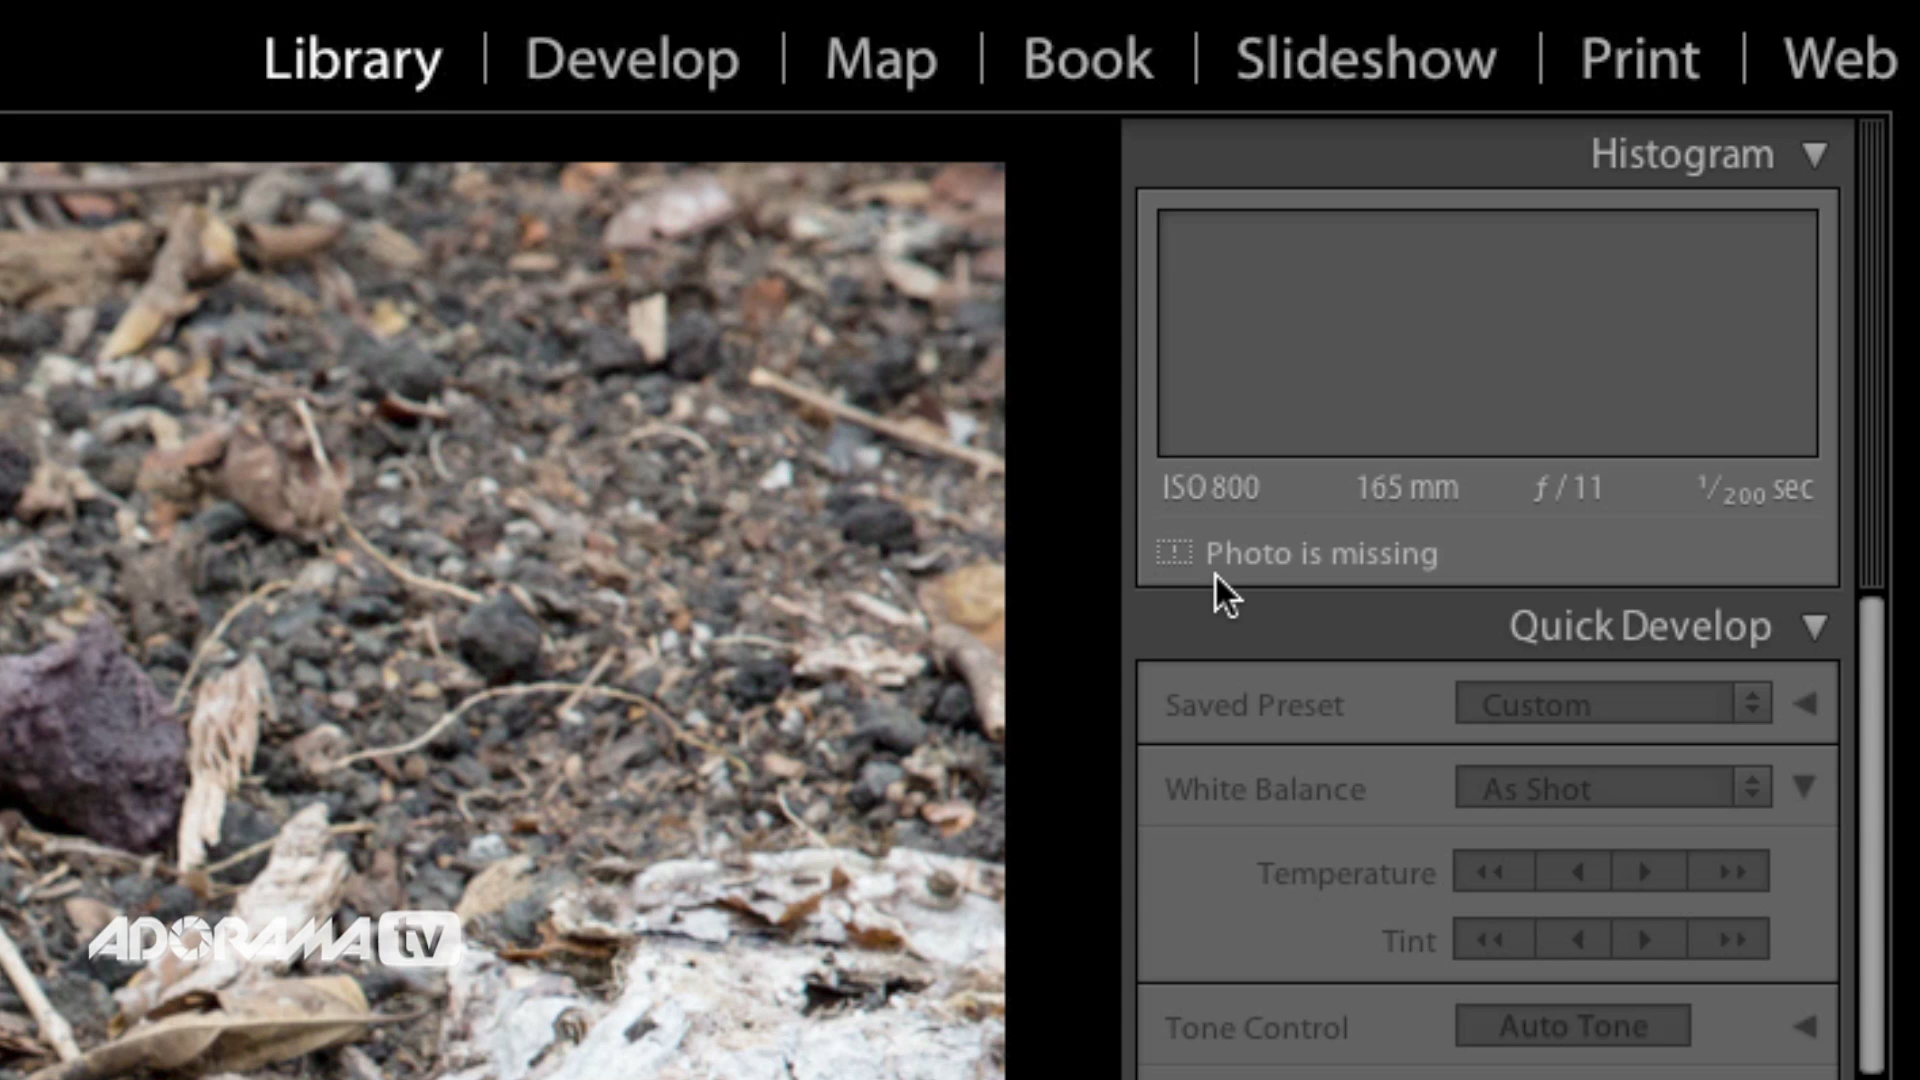 Library | Develop | Map | Book | Slideshow | Print | Web
Histogram
ISO 800 165 mm ƒ / 11 1/200 sec
Photo is missing
Quick Develop
Saved Preset Custom
White Balance As Shot
Temperature
Tint
Tone Control Auto Tone
ADORAMA tv